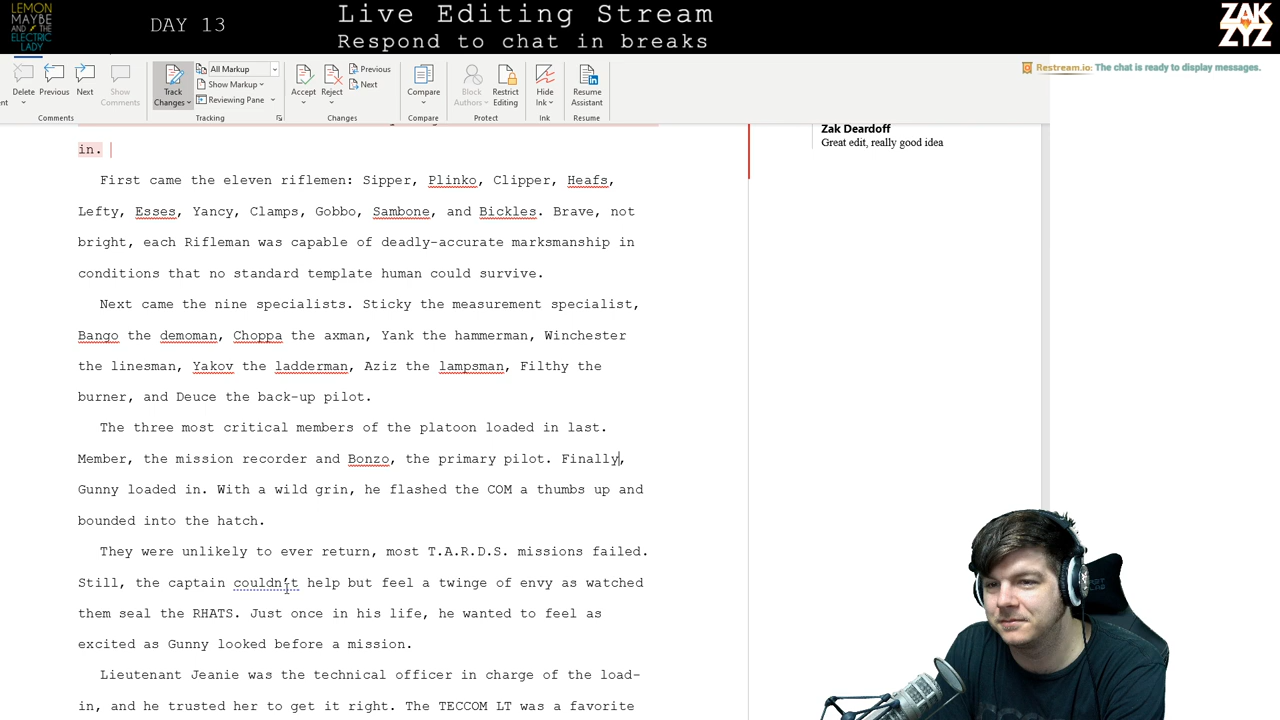 LEMON
MAYBE
AND THE
ELECTRIC
LADY
DAY 13
Live Editing Stream
Respond to chat in breaks
ZAK
ZYZ
Restream.io: The chat is ready to display messages.
Delete
Previous
Next
Show
Comments
Comments
Track
Changes
All Markup
Show Markup
Reviewing Pane
Tracking
Accept
Reject
Previous
Next
Changes
Compare
Compare
Block
Authors
Restrict
Editing
Protect
Hide
Ink
Ink
Resume
Assistant
Resume
Zak Deardoff
Great edit, really good idea
in.
First came the eleven riflemen: Sipper, Plinko, Clipper, Heafs,
Lefty, Esses, Yancy, Clamps, Gobbo, Sambone, and Bickles. Brave, not
bright, each Rifleman was capable of deadly-accurate marksmanship in
conditions that no standard template human could survive.
Next came the nine specialists. Sticky the measurement specialist,
Bango the demoman, Choppa the axman, Yank the hammerman, Winchester
the linesman, Yakov the ladderman, Aziz the lampsman, Filthy the
burner, and Deuce the back-up pilot.
The three most critical members of the platoon loaded in last.
Member, the mission recorder and Bonzo, the primary pilot. Finally,
Gunny loaded in. With a wild grin, he flashed the COM a thumbs up and
bounded into the hatch.
They were unlikely to ever return, most T.A.R.D.S. missions failed.
Still, the captain couldn't help but feel a twinge of envy as watched
them seal the RHATS. Just once in his life, he wanted to feel as
excited as Gunny looked before a mission.
Lieutenant Jeanie was the technical officer in charge of the load-
in, and he trusted her to get it right. The TECCOM LT was a favorite